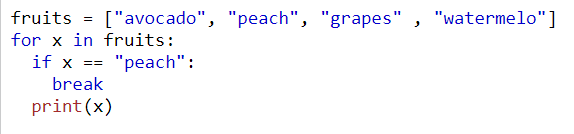 fruits = ["avocado", "peach", "grapes" , "watermelo"]
for x in fruits:
  if x == "peach":
    break
  print(x)